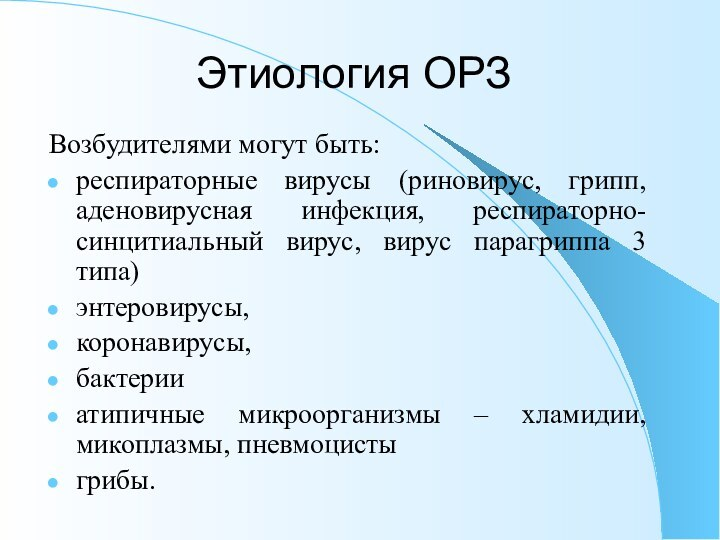 Этиология ОРЗ
Возбудителями могут быть:
респираторные вирусы (риновирус, грипп,
аденовирусная инфекция, респираторно-
синцитиальный вирус, вирус парагриппа 3
типа)
энтеровирусы,
коронавирусы,
бактерии
атипичные микроорганизмы – хламидии,
микоплазмы, пневмоцисты
грибы.